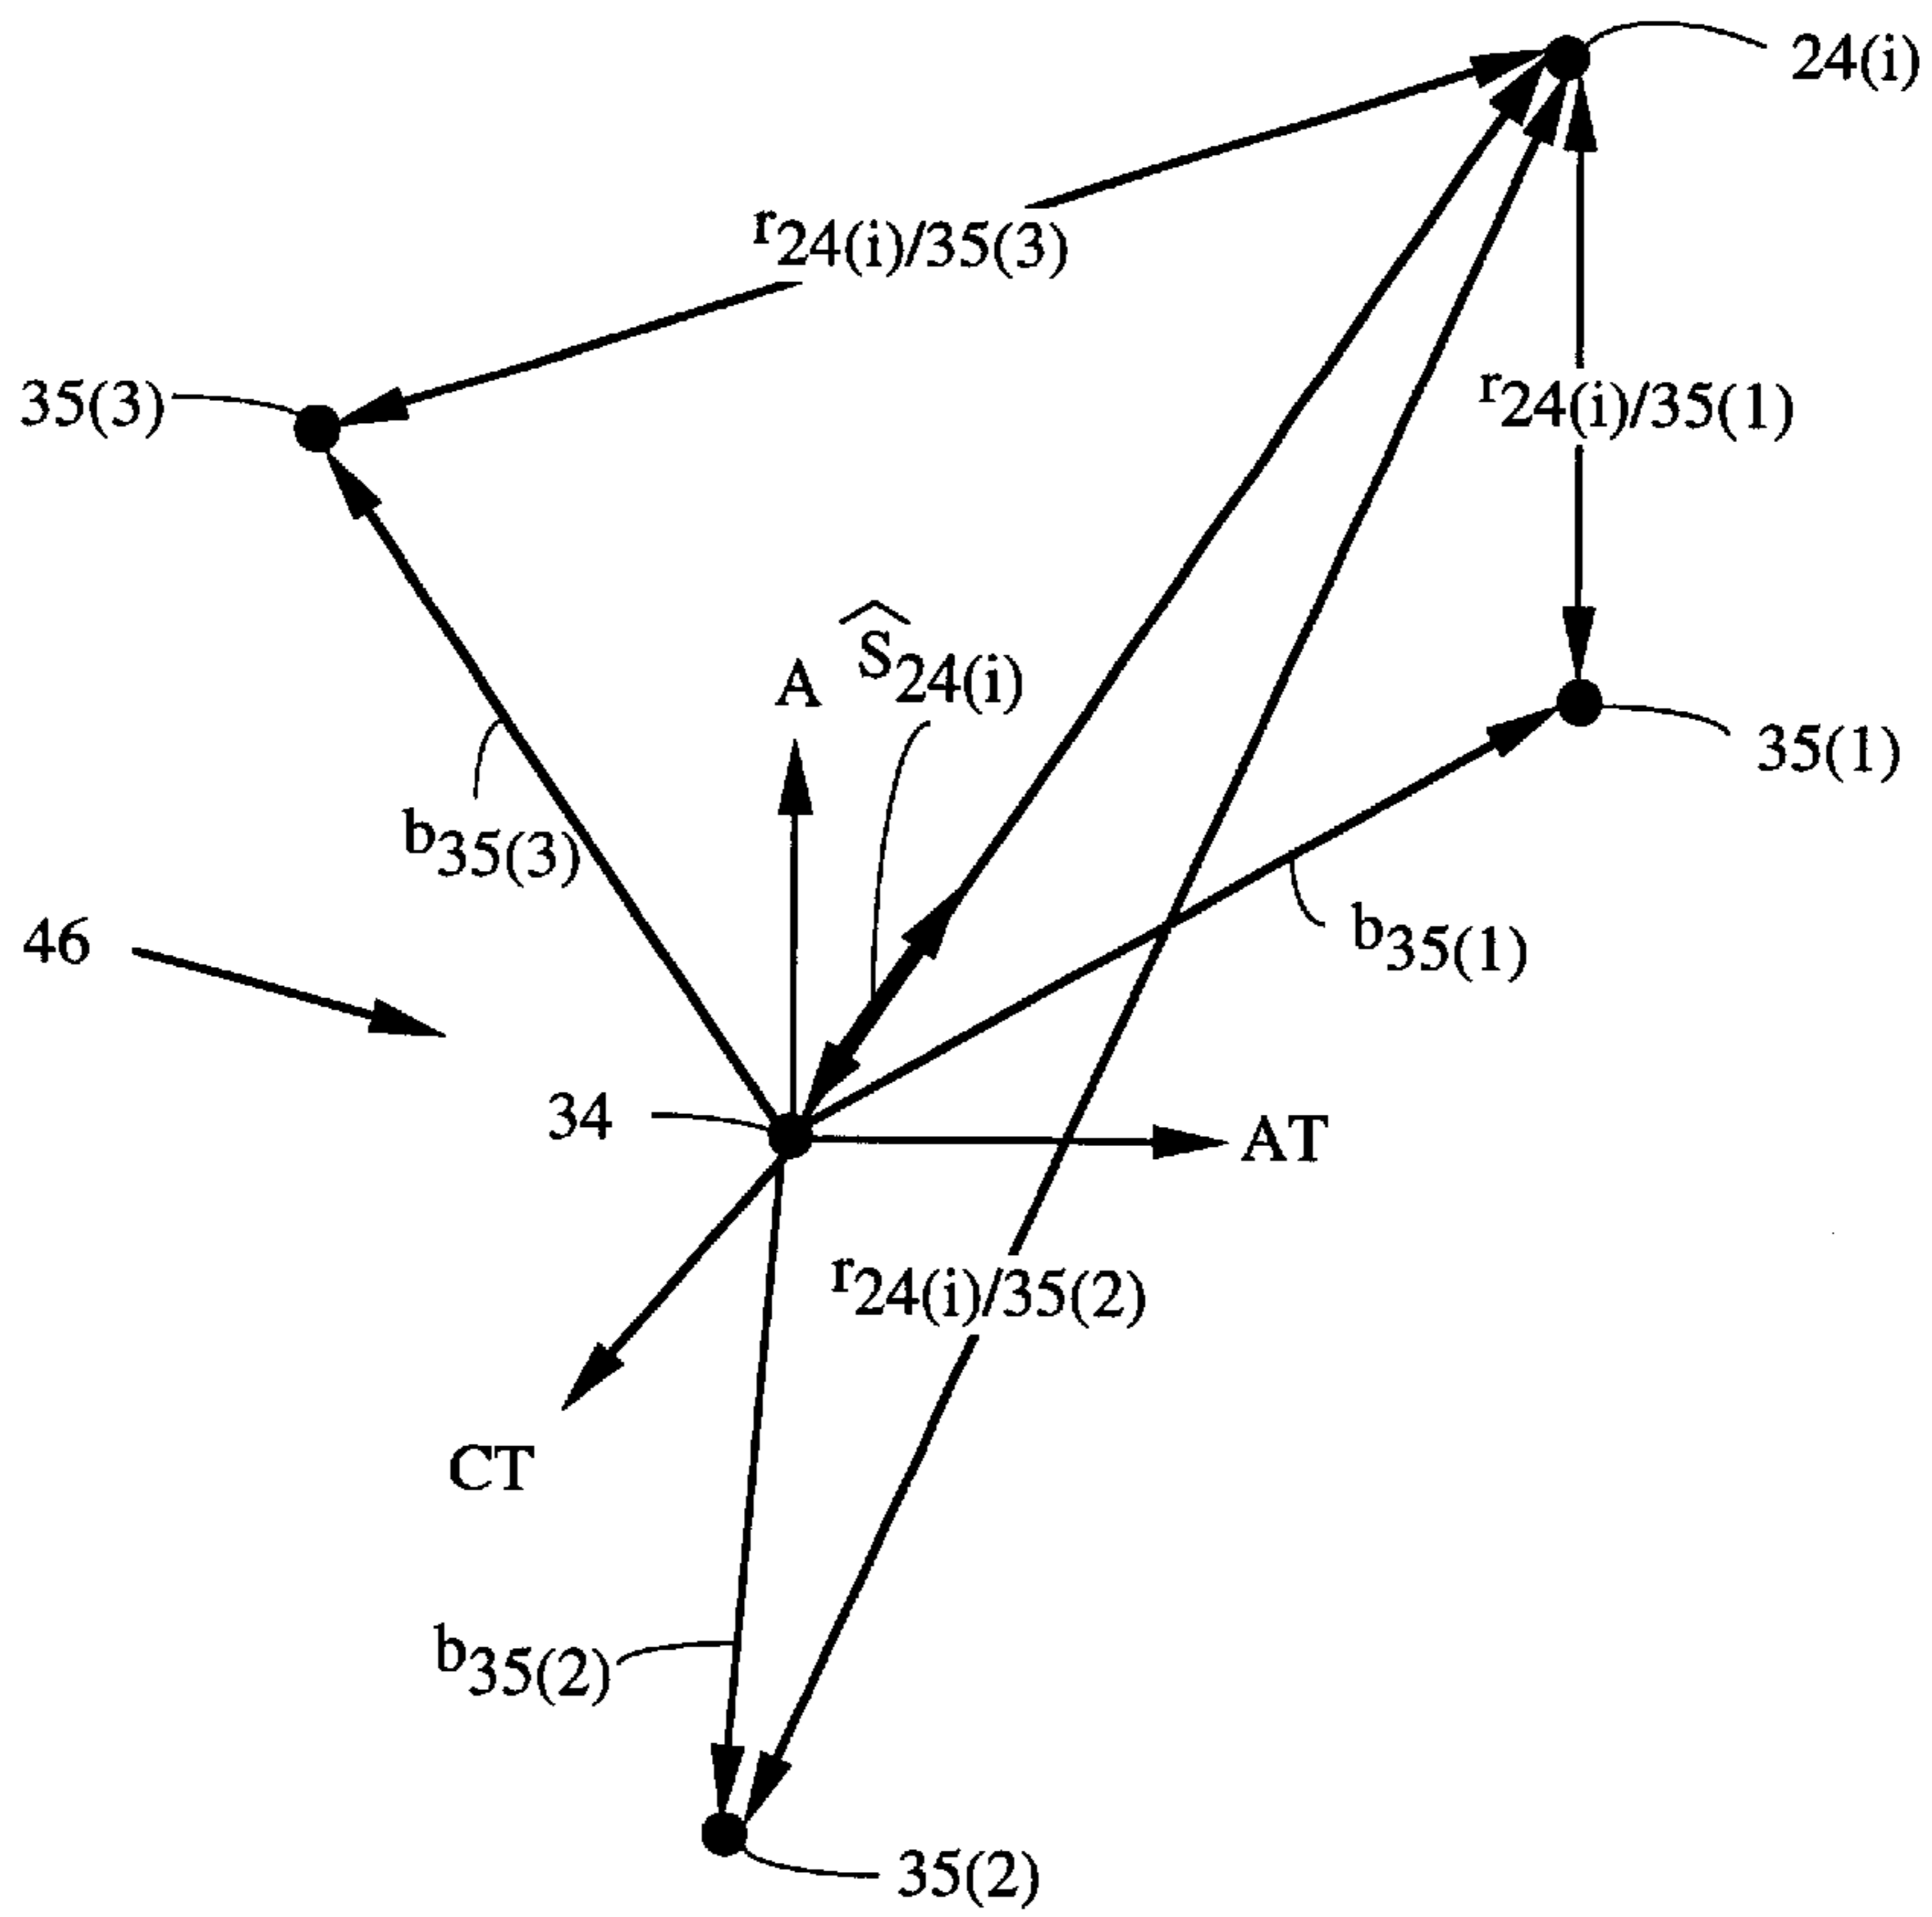 24(i)
r24(i)/35(3)
35(3)
r24(i)/35(1)
ŝ24(i)
A
35(1)
b35(3)
b35(1)
46
34
AT
r24(i)/35(2)
CT
b35(2)
35(2)